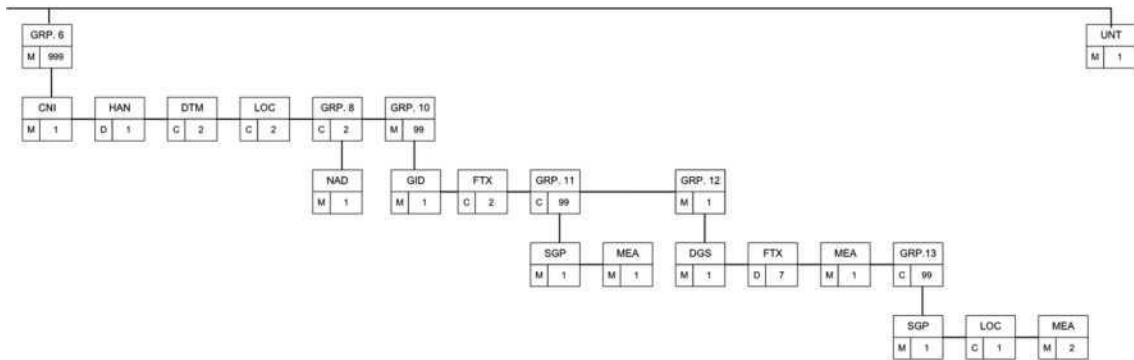 GRP. 6 UNT
M 999 M 1
CNI HAN DTM LOC GRP. 8 GRP. 10
M 1 D 1 C 2 C 2 C 2 M 99
NAD GID FTX GRP. 11 GRP. 12
M 1 M 1 C 2 C 99 M 1
SGP MEA DGS FTX MEA GRP.13
M 1 M 1 M 1 D 7 M 1 C 99
SGP LOC MEA
M 1 C 1 M 2